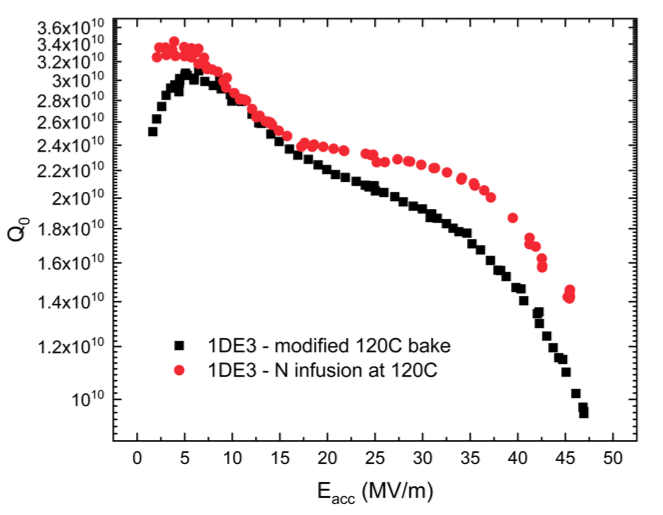 3.6x10¹⁰
3.4x10¹⁰
3.2x10¹⁰
3x10¹⁰
2.8x10¹⁰
2.6x10¹⁰
2.4x10¹⁰
2.2x10¹⁰
2x10¹⁰
1.8x10¹⁰
1.6x10¹⁰
1.4x10¹⁰
1.2x10¹⁰
10¹⁰
Q₀
1DE3 - modified 120C bake
1DE3 - N infusion at 120C
0 5 10 15 20 25 30 35 40 45 50
E_acc (MV/m)